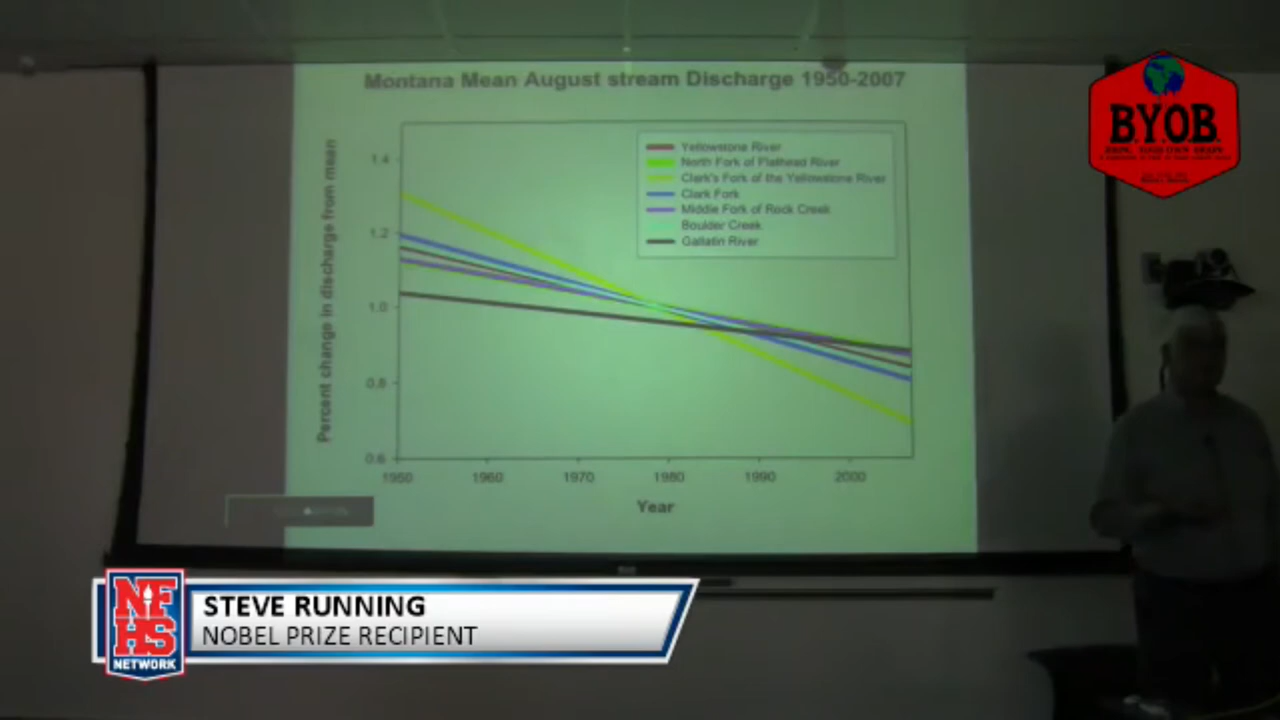 Montana Mean August stream Discharge 1950-2007
Percent change in discharge from mean
1.4
1.2
1.0
0.8
0.6
1950 1960 1970 1980 1990 2000
Year
Yellowstone River
North Fork of Flathead River
Clark's Fork of the Yellowstone River
Clark Fork
Middle Fork of Rock Creek
Boulder Creek
Gallatin River
B.Y.O.B.
NF
HS
NETWORK
STEVE RUNNING
NOBEL PRIZE RECIPIENT